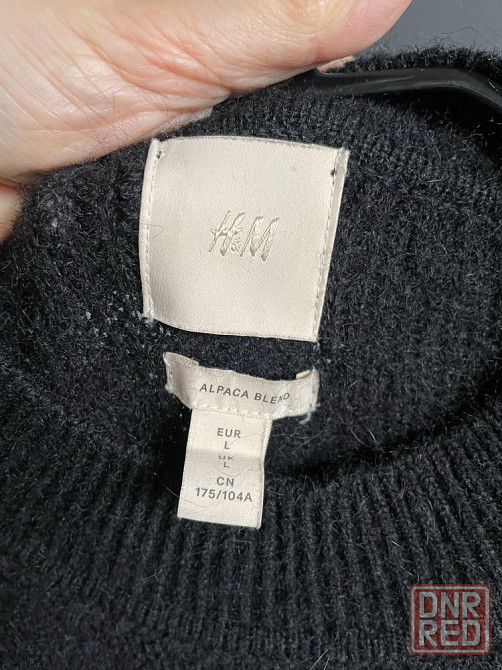 H&M
ALPACA BLEND
EUR
L
UK
L
CN
175/104A
DNR
RED